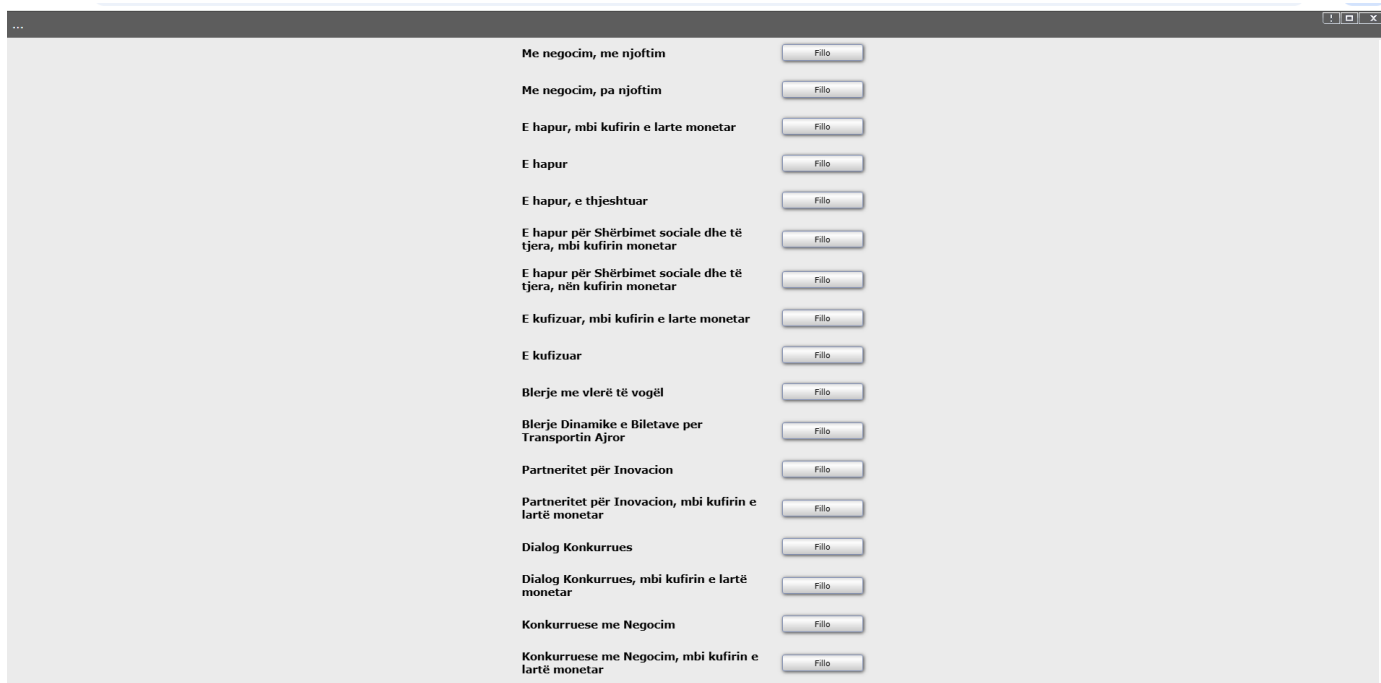 ...
Me negocim, me njoftim Fillo
Me negocim, pa njoftim Fillo
E hapur, mbi kufirin e larte monetar Fillo
E hapur Fillo
E hapur, e thjeshtuar Fillo
E hapur për Shërbimet sociale dhe të
tjera, mbi kufirin monetar Fillo
E hapur për Shërbimet sociale dhe të
tjera, nën kufirin monetar Fillo
E kufizuar, mbi kufirin e larte monetar Fillo
E kufizuar Fillo
Blerje me vlerë të vogël Fillo
Blerje Dinamike e Biletave per
Transportin Ajror Fillo
Partneritet për Inovacion Fillo
Partneritet për Inovacion, mbi kufirin e
lartë monetar Fillo
Dialog Konkurrues Fillo
Dialog Konkurrues, mbi kufirin e lartë
monetar Fillo
Konkurruese me Negocim Fillo
Konkurruese me Negocim, mbi kufirin e
lartë monetar Fillo